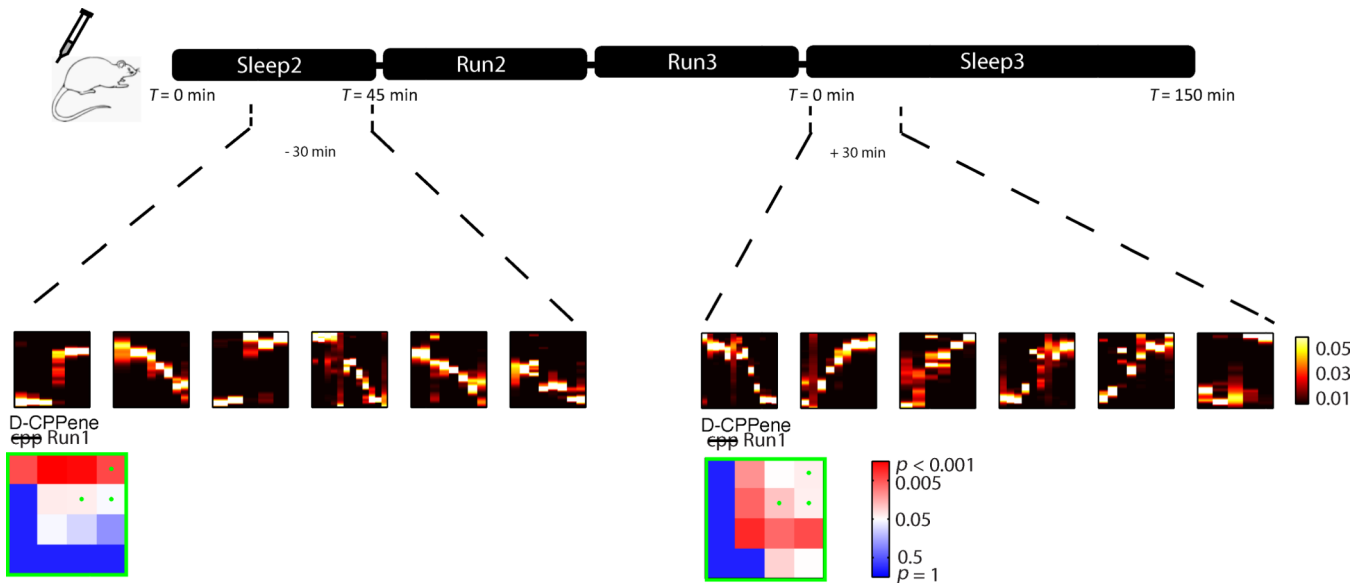 Sleep2 Run2 Run3 Sleep3
T = 0 min T = 45 min T = 0 min T = 150 min
- 30 min + 30 min
0.05
0.03
0.01
D-CPPene
cpp Run1
D-CPPene
cpp Run1
p < 0.001
0.005
0.05
0.5
p = 1